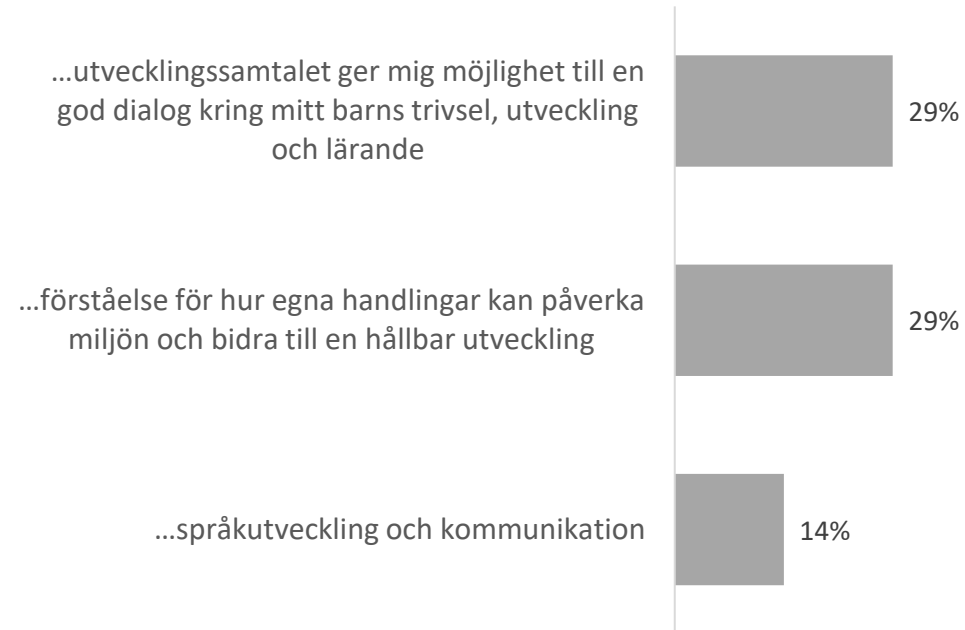 …utvecklingssamtalet ger mig möjlighet till en
god dialog kring mitt barns trivsel, utveckling
och lärande
29%
…förståelse för hur egna handlingar kan påverka
miljön och bidra till en hållbar utveckling
29%
…språkutveckling och kommunikation
14%